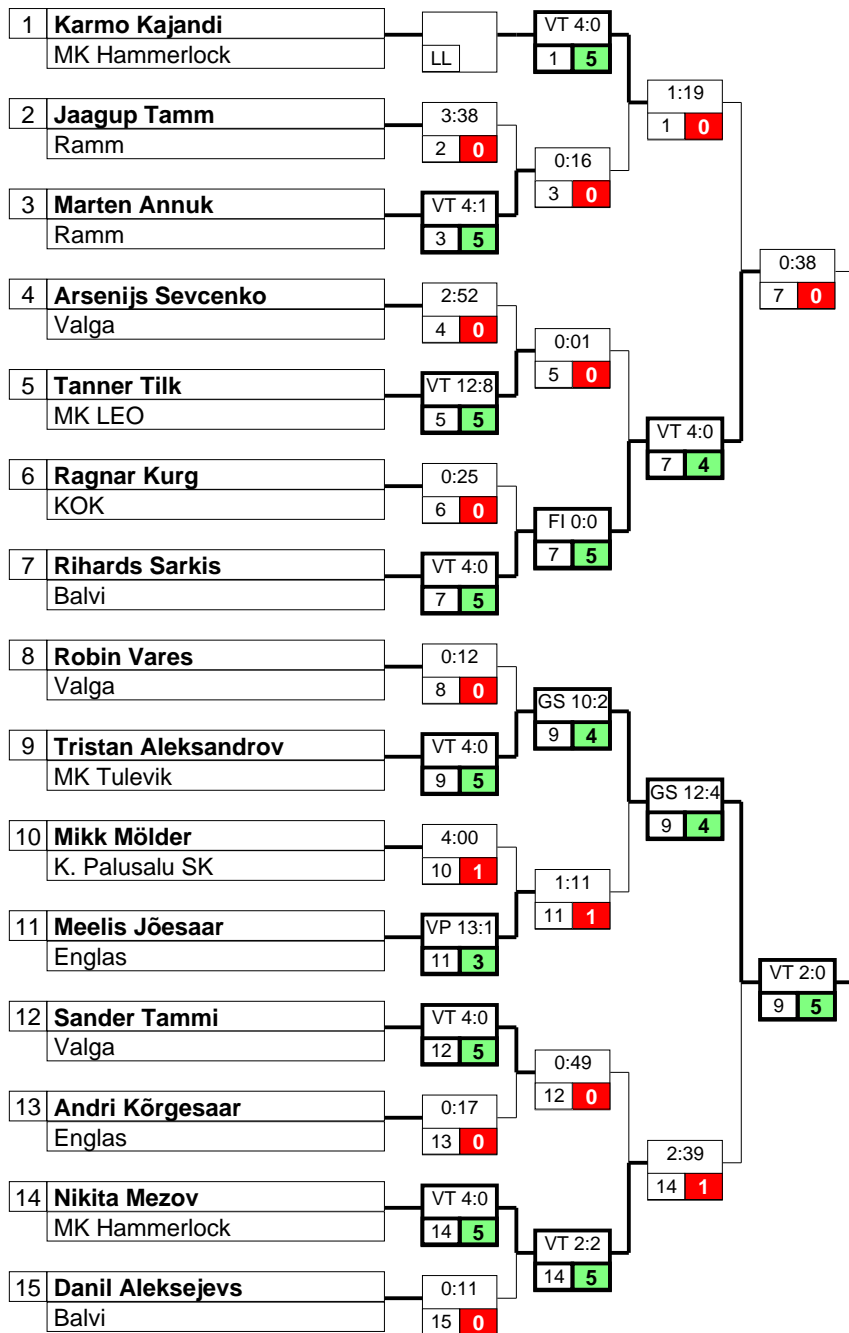 1 Karmo Kajandi
MK Hammerlock
LL
VT 4:0
1 5
1:19
1 0
2 Jaagup Tamm
Ramm
3:38
2 0
0:16
3 0
3 Marten Annuk
Ramm
VT 4:1
3 5
0:38
7 0
4 Arsenijs Sevcenko
Valga
2:52
4 0
0:01
5 0
5 Tanner Tilk
MK LEO
VT 12:8
5 5
VT 4:0
7 4
6 Ragnar Kurg
KOK
0:25
6 0
FI 0:0
7 5
7 Rihards Sarkis
Balvi
VT 4:0
7 5
8 Robin Vares
Valga
0:12
8 0
GS 10:2
9 4
9 Tristan Aleksandrov
MK Tulevik
VT 4:0
9 5
GS 12:4
9 4
10 Mikk Mölder
K. Palusalu SK
4:00
10 1
1:11
11 1
11 Meelis Jõesaar
Englas
VP 13:1
11 3
VT 2:0
9 5
12 Sander Tammi
Valga
VT 4:0
12 5
0:49
12 0
13 Andri Kõrgesaar
Englas
0:17
13 0
2:39
14 1
14 Nikita Mezov
MK Hammerlock
VT 4:0
14 5
VT 2:2
14 5
15 Danil Aleksejevs
Balvi
0:11
15 0